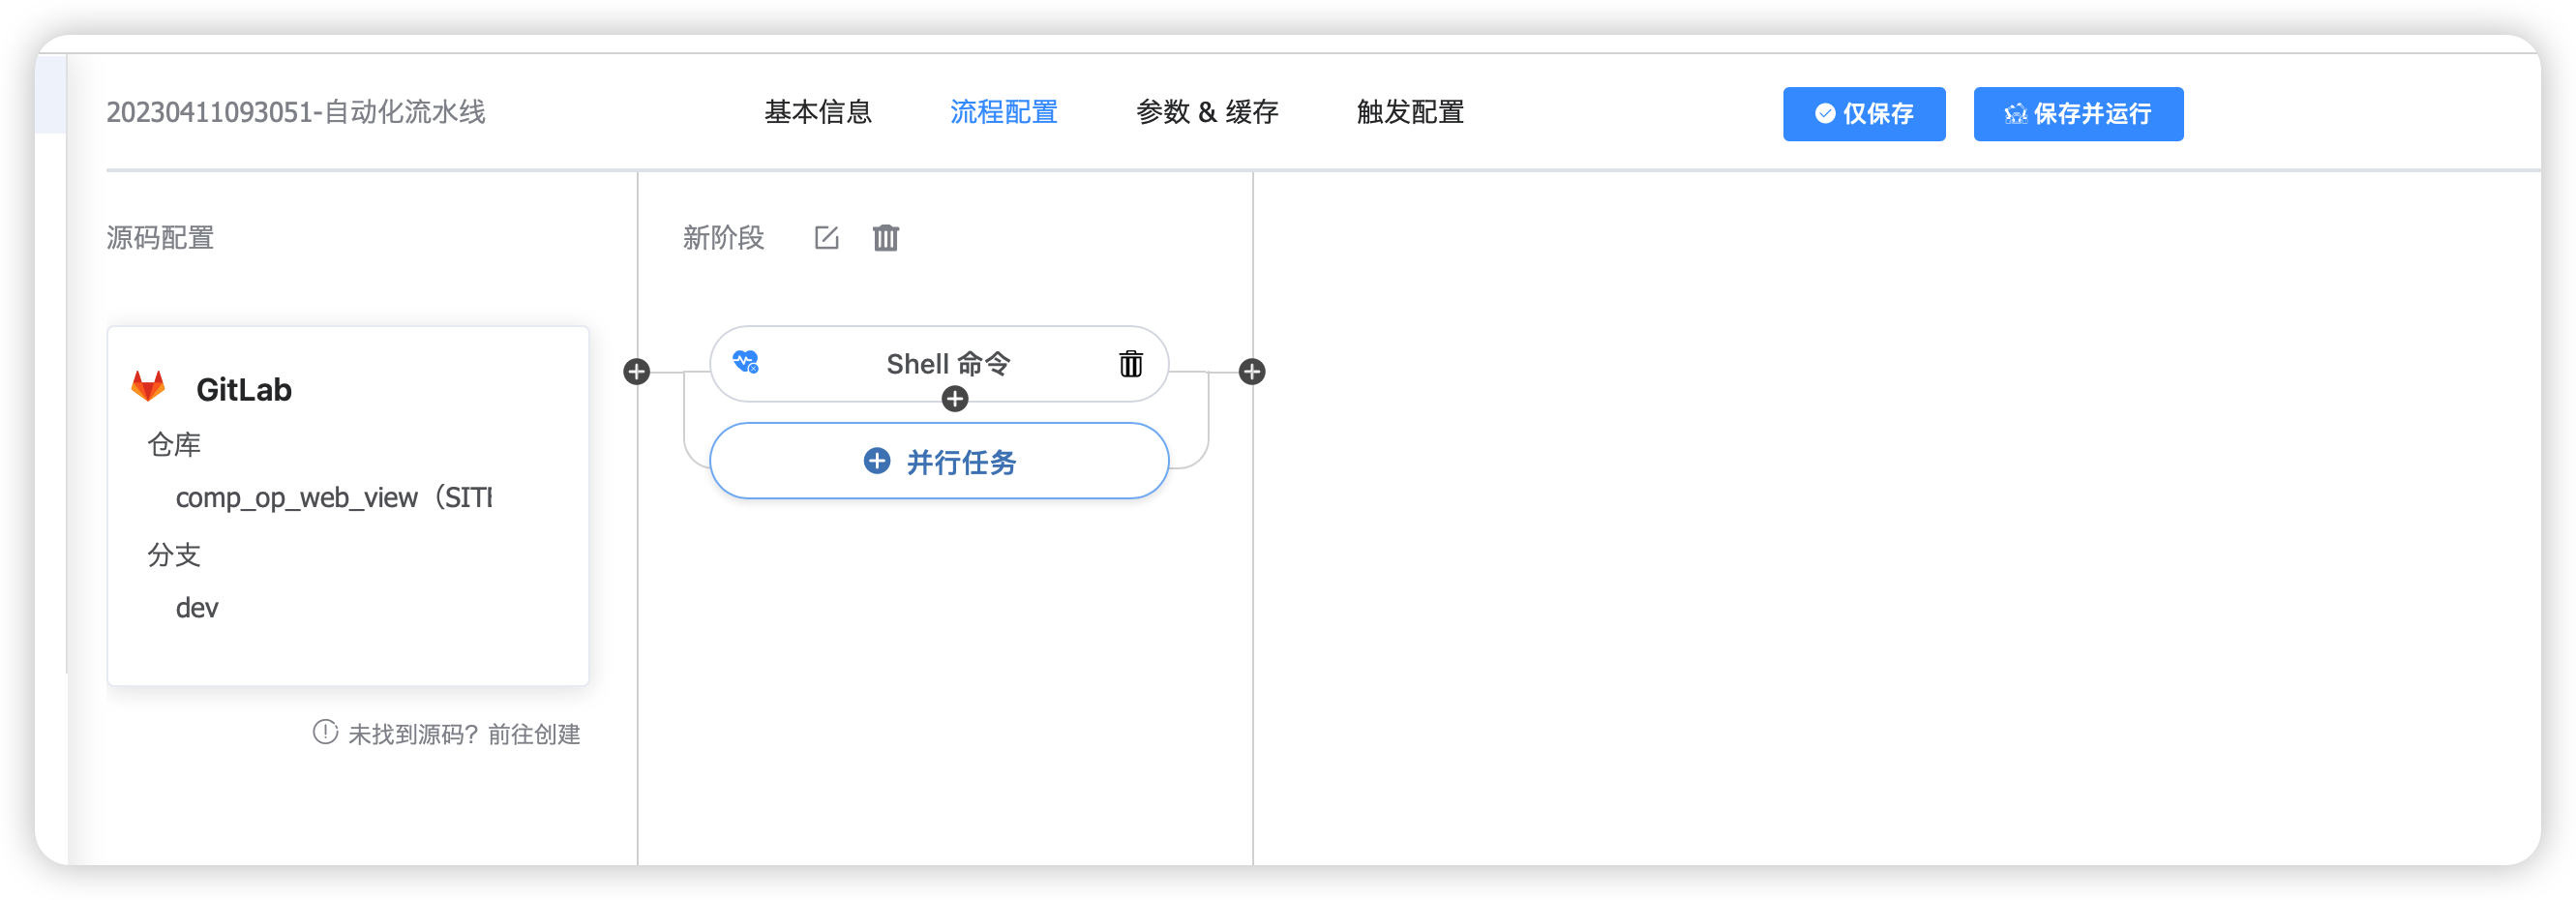 20230411093051-自动化流水线
基本信息
流程配置
参数 & 缓存
触发配置
仅保存
保存并运行
源码配置
新阶段
GitLab
仓库
comp_op_web_view（SIT
分支
dev
未找到源码？前往创建
Shell 命令
并行任务